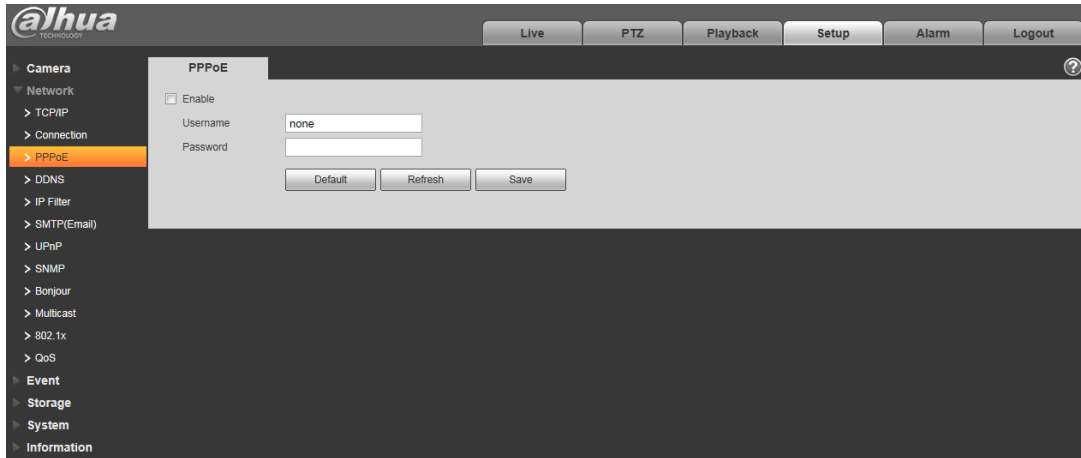 alhua
TECHNOLOGY
Live PTZ Playback Setup Alarm Logout
Camera
Network
> TCP/IP
> Connection
> PPPoE
> DDNS
> IP Filter
> SMTP(Email)
> UPnP
> SNMP
> Bonjour
> Multicast
> 802.1x
> QoS
Event
Storage
System
Information
PPPoE
?
Enable
Username none
Password
Default Refresh Save